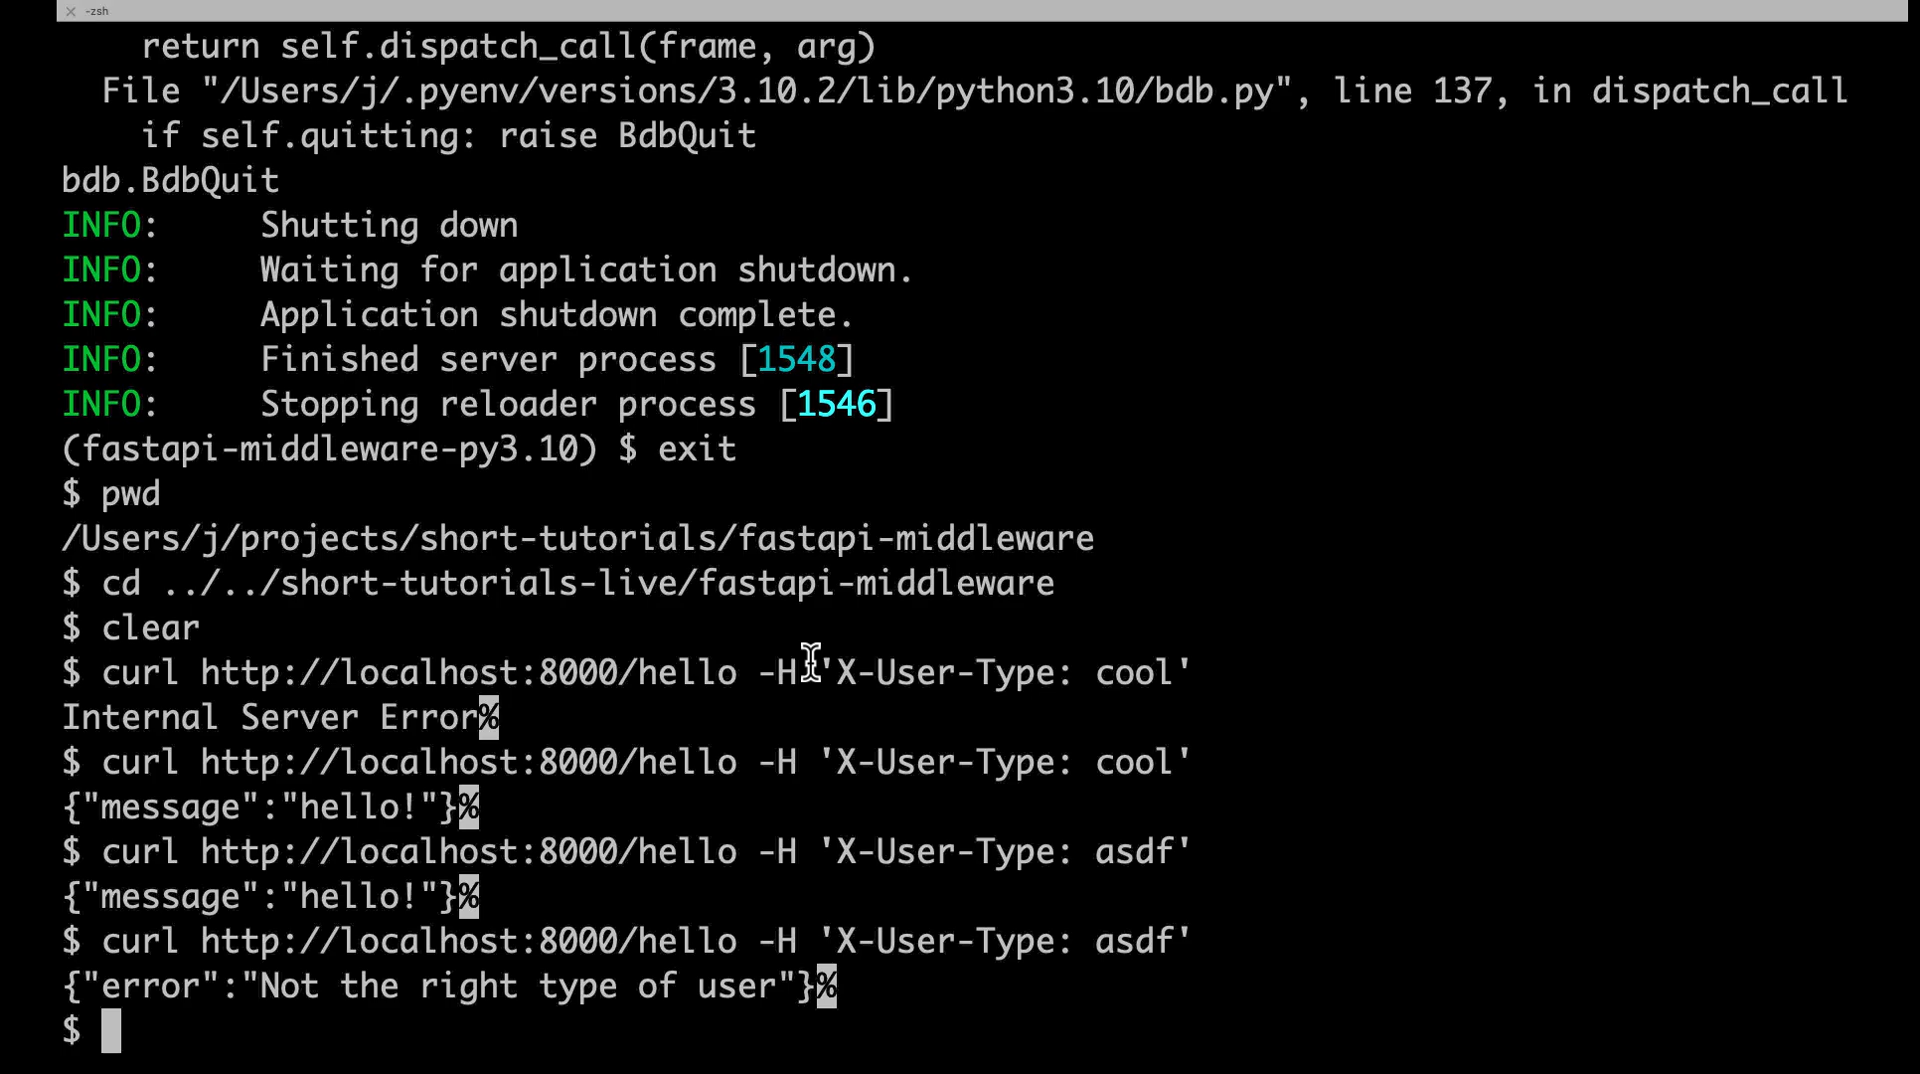 -zsh
return self.dispatch_call(frame, arg)
File "/Users/j/.pyenv/versions/3.10.2/lib/python3.10/bdb.py", line 137, in dispatch_call
if self.quitting: raise BdbQuit
bdb.BdbQuit
INFO:     Shutting down
INFO:     Waiting for application shutdown.
INFO:     Application shutdown complete.
INFO:     Finished server process [1548]
INFO:     Stopping reloader process [1546]
(fastapi-middleware-py3.10) $ exit
$ pwd
/Users/j/projects/short-tutorials/fastapi-middleware
$ cd ../../short-tutorials-live/fastapi-middleware
$ clear
$ curl http://localhost:8000/hello -H 'X-User-Type: cool'
Internal Server Error%
$ curl http://localhost:8000/hello -H 'X-User-Type: cool'
{"message":"hello!"}%
$ curl http://localhost:8000/hello -H 'X-User-Type: asdf'
{"message":"hello!"}%
$ curl http://localhost:8000/hello -H 'X-User-Type: asdf'
{"error":"Not the right type of user"}%
$